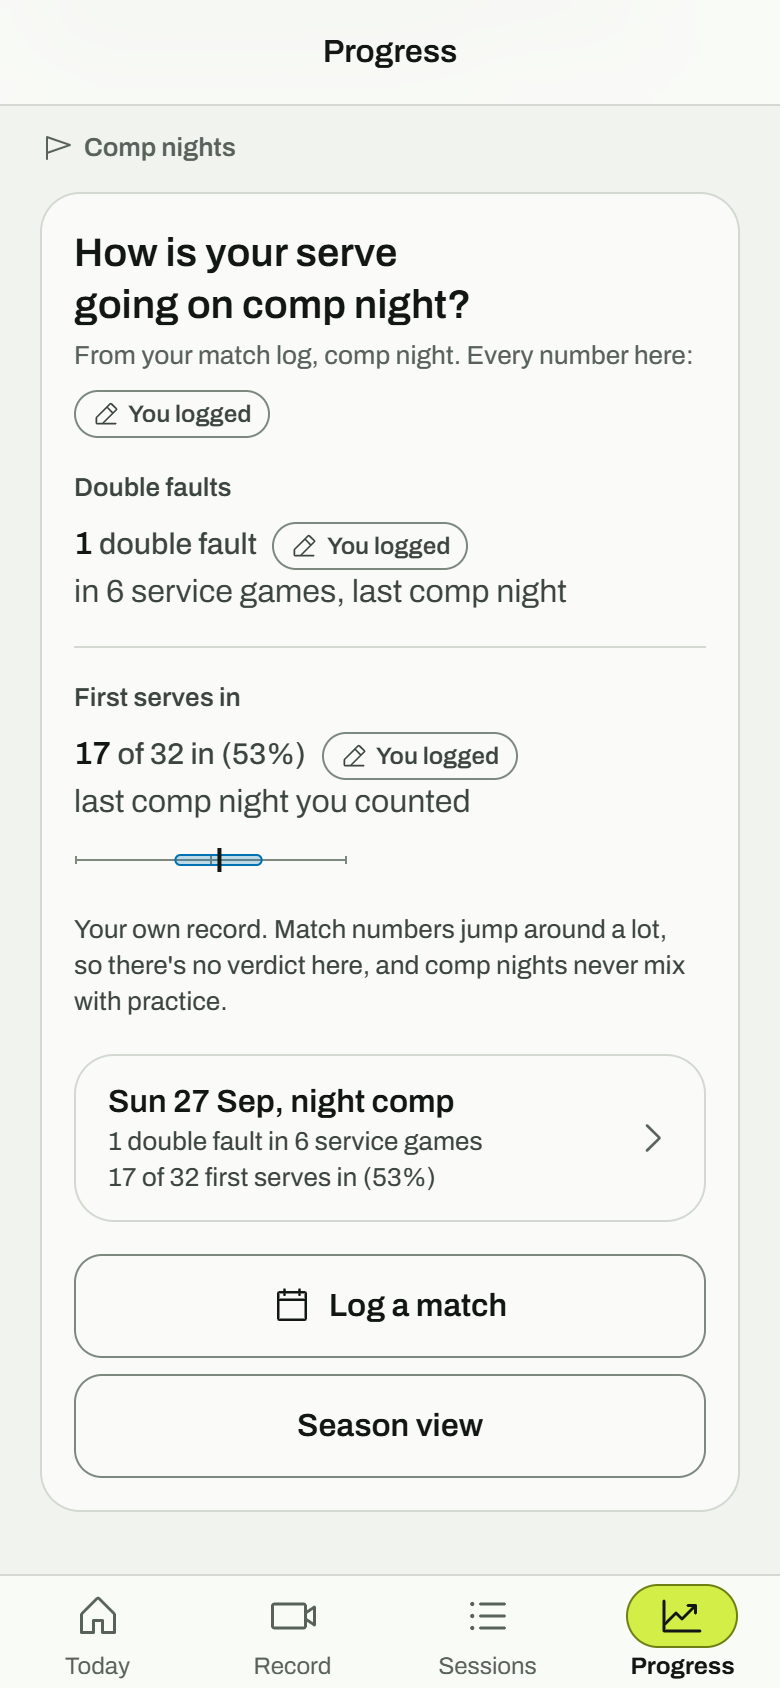 Progress
Comp nights
How is your serve
going on comp night?
From your match log, comp night. Every number here:
You logged
Double faults
1 double fault You logged
in 6 service games, last comp night
First serves in
17 of 32 in (53%) You logged
last comp night you counted
Your own record. Match numbers jump around a lot,
so there's no verdict here, and comp nights never mix
with practice.
Sun 27 Sep, night comp
1 double fault in 6 service games
17 of 32 first serves in (53%)
Log a match
Season view
Today Record Sessions Progress